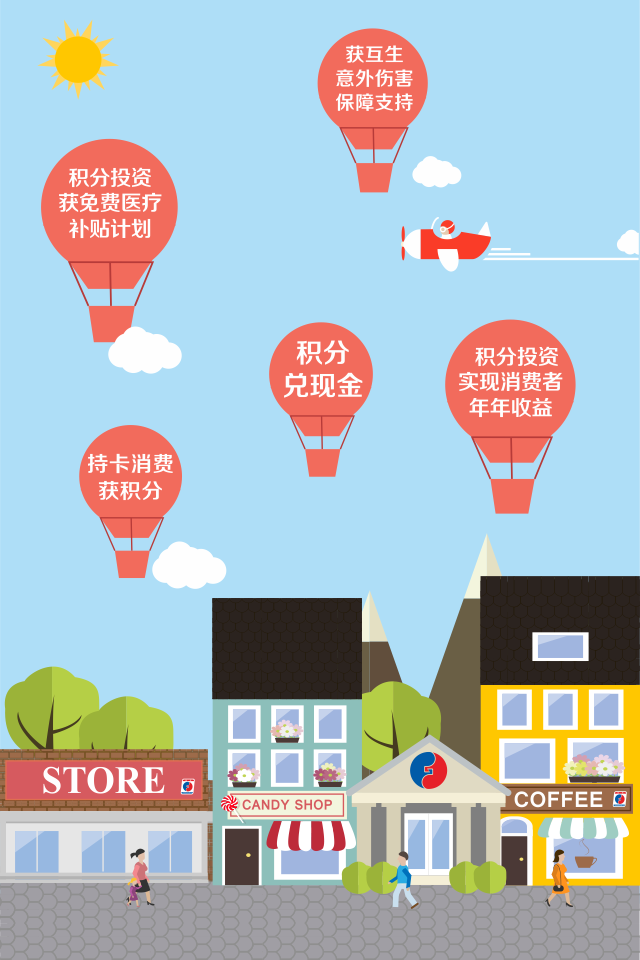 获互生
意外伤害
保障支持
积分投资
获免费医疗
补贴计划
积分
兑现金
积分投资
实现消费者
年年收益
持卡消费
获积分
STORE
CANDY SHOP
COFFEE